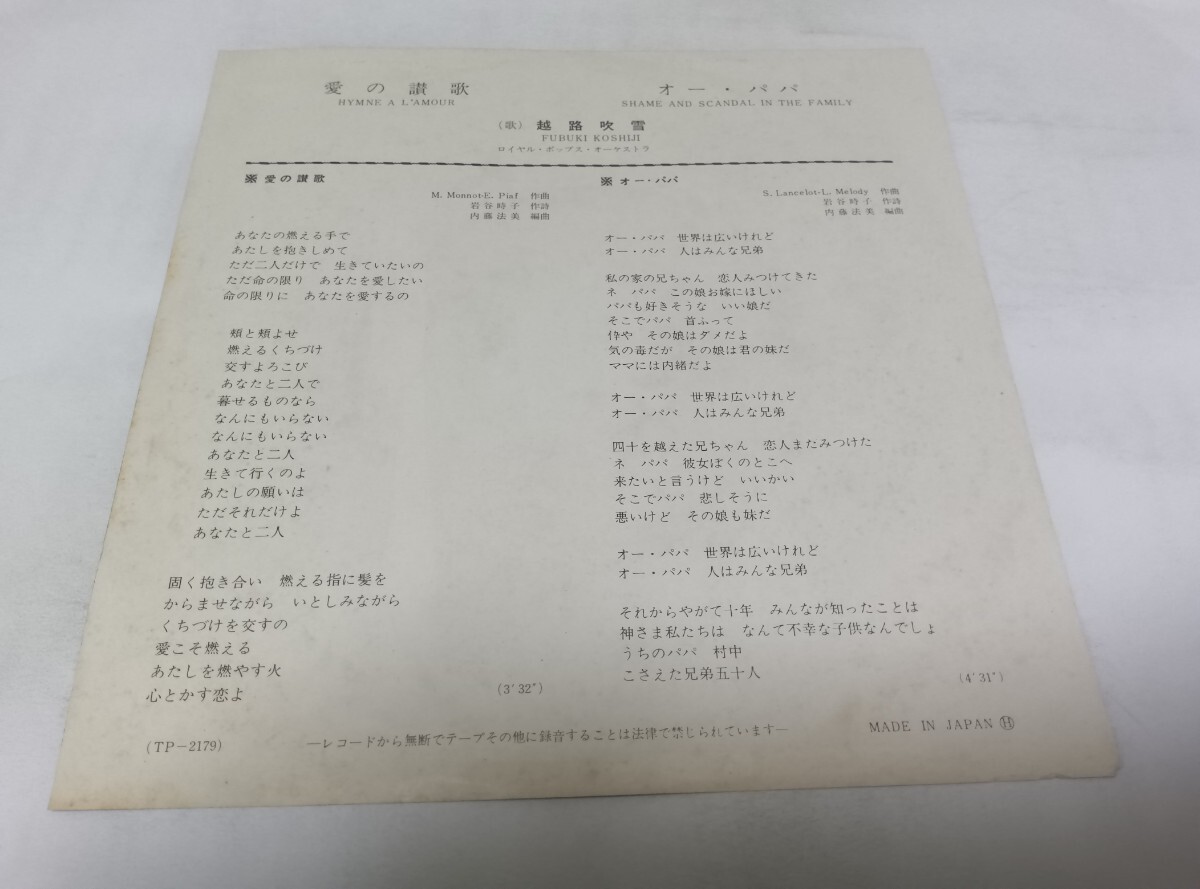 愛の讃歌
HYMNE A L'AMOUR
オー・パパ
SHAME AND SCANDAL IN THE FAMILY
(歌) 越路吹雪
FUBUKI KOSHIJI
ロイヤル・ポップス・オーケストラ
※ 愛の讃歌
M. Monnot-E. Piaf 作曲
岩谷時子 作詩
内藤法美 編曲
あなたの燃える手で
あたしを抱きしめて
ただ二人だけで 生きていたいの
ただ命の限り あなたを愛したい
命の限りに あなたを愛するの
頬と頬よせ
燃えるくちづけ
交すよろこび
あなたと二人で
暮せるものなら
なんにもいらない
なんにもいらない
あなたと二人
生きて行くのよ
あたしの願いは
ただそれだけよ
あなたと二人
固く抱き合い 燃える指に髪を
からませながら いとしみながら
くちづけを交すの
愛こそ燃える
あたしを燃やす火
心とかす恋よ
(3′32″)
※ オー・パパ
S. Lancelot-L. Melody 作曲
岩谷時子 作詩
内藤法美 編曲
オー・パパ 世界は広いけれど
オー・パパ 人はみんな兄弟
私の家の兄ちゃん 恋人みつけてきた
ネ パパ この娘お嫁にほしい
パパも好きそうな いい娘だ
そこでパパ 首ふって
伜や その娘はダメだよ
気の毒だが その娘は君の妹だ
ママには内緒だよ
オー・パパ 世界は広いけれど
オー・パパ 人はみんな兄弟
四十を越えた兄ちゃん 恋人またみつけた
ネ パパ 彼女ぼくのとこへ
来たいと言うけど いいかい
そこでパパ 悲しそうに
悪いけど その娘も妹だ
オー・パパ 世界は広いけれど
オー・パパ 人はみんな兄弟
それからやがて十年 みんなが知ったことは
神さま私たちは なんて不幸な子供なんでしょ
うちのパパ 村中
こさえた兄弟五十人
(4′31″)
(TP-2179)
―レコードから無断でテープその他に録音することは法律で禁じられています―
MADE IN JAPAN Ⓗ